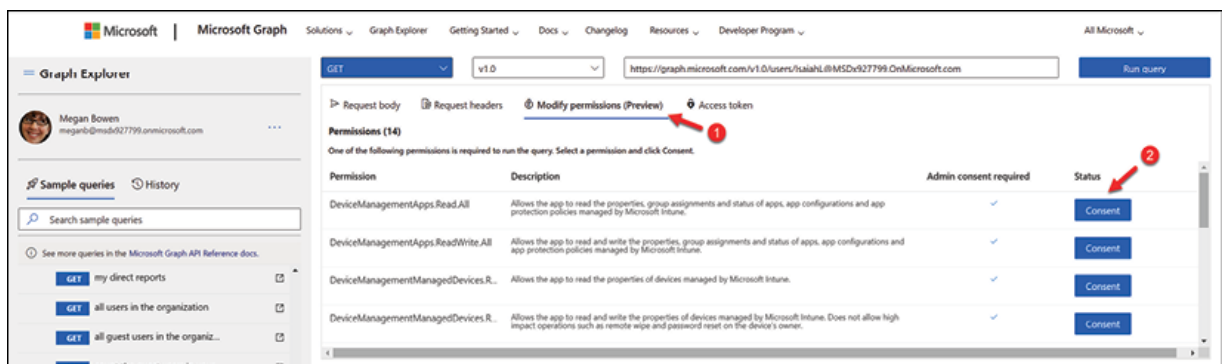 Microsoft | Microsoft Graph Solutions Graph Explorer Getting Started Docs Changelog Resources Developer Program All Microsoft
Graph Explorer
GET v1.0 https://graph.microsoft.com/v1.0/users/IsaiahL@MSDx927799.OnMicrosoft.com Run query
Megan Bowen
meganb@msdx927799.onmicrosoft.com ...
Request body Request headers Modify permissions (Preview) Access token
1
Permissions (14)
One of the following permissions is required to run the query. Select a permission and click Consent.
2
Sample queries History
Permission Description Admin consent required Status
Search sample queries
DeviceManagementApps.Read.All Allows the app to read the properties, group assignments and status of apps, app configurations and app
protection policies managed by Microsoft Intune.
Consent
See more queries in the Microsoft Graph API Reference docs.
DeviceManagementApps.ReadWrite.All Allows the app to read and write the properties, group assignments and status of apps, app configurations and
app protection policies managed by Microsoft Intune.
Consent
GET my direct reports
DeviceManagementManagedDevices.R... Allows the app to read the properties of devices managed by Microsoft Intune.
Consent
GET all users in the organization
DeviceManagementManagedDevices.R... Allows the app to read and write the properties of devices managed by Microsoft Intune. Does not allow high
impact operations such as remote wipe and password reset on the device's owner.
Consent
GET all guest users in the organiz...